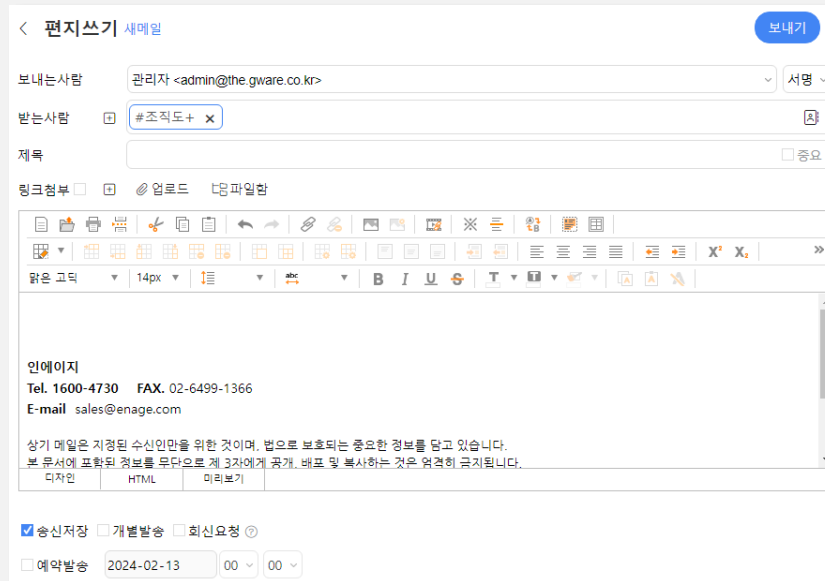 편지쓰기 새메일 보내기
보내는사람 관리자 <admin@the.gware.co.kr> 서명
받는사람 #조직도+ x
제목 중요
링크첨부 업로드 파일함
맑은 고딕 14px abc B I U S T T
인에이지
Tel. 1600-4730 FAX. 02-6499-1366
E-mail sales@enage.com
상기 메일은 지정된 수신인만을 위한 것이며, 법으로 보호되는 중요한 정보를 담고 있습니다.
본 문서에 포함된 정보를 무단으로 제 3자에게 공개, 배포 및 복사하는 것은 엄격히 금지됩니다.
디자인 HTML 미리보기
송신저장 개별발송 회신요청 ?
예약발송 2024-02-13 00 00